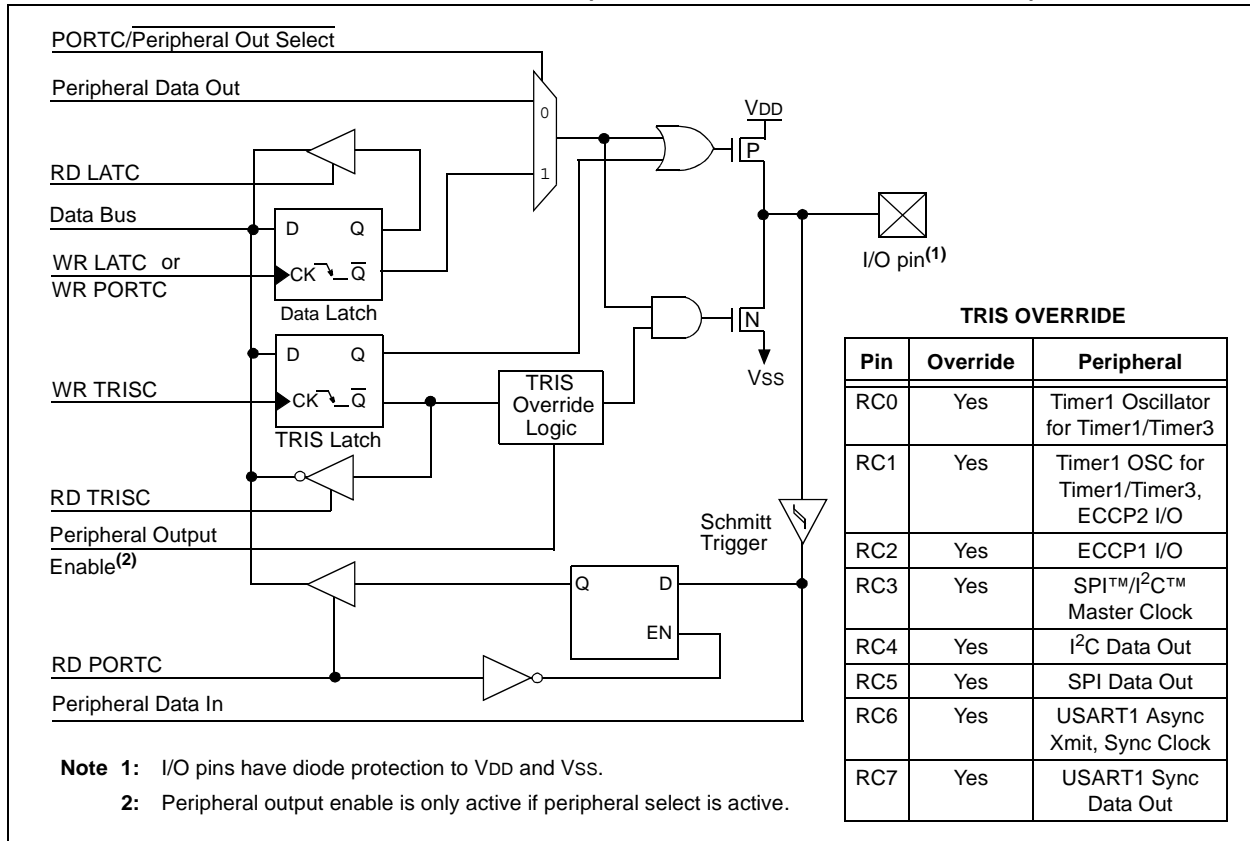 PORTC/Peripheral Out Select
Peripheral Data Out
0
VDD
P
RD LATC
1
Data Bus
D Q
WR LATC or
WR PORTC
CK Q
I/O pin(1)
Data Latch
N
Vss
D Q
WR TRISC
CK Q
TRIS Latch
TRIS
Override
Logic
RD TRISC
Schmitt
Trigger
Peripheral Output
Enable(2)
Q D
EN
RD PORTC
Peripheral Data In
TRIS OVERRIDE
Pin Override Peripheral
RC0 Yes Timer1 Oscillator
for Timer1/Timer3
RC1 Yes Timer1 OSC for
Timer1/Timer3,
ECCP2 I/O
RC2 Yes ECCP1 I/O
RC3 Yes SPI™/I2C™
Master Clock
RC4 Yes I2C Data Out
RC5 Yes SPI Data Out
RC6 Yes USART1 Async
Xmit, Sync Clock
RC7 Yes USART1 Sync
Data Out
Note 1: I/O pins have diode protection to VDD and VSS.
2: Peripheral output enable is only active if peripheral select is active.